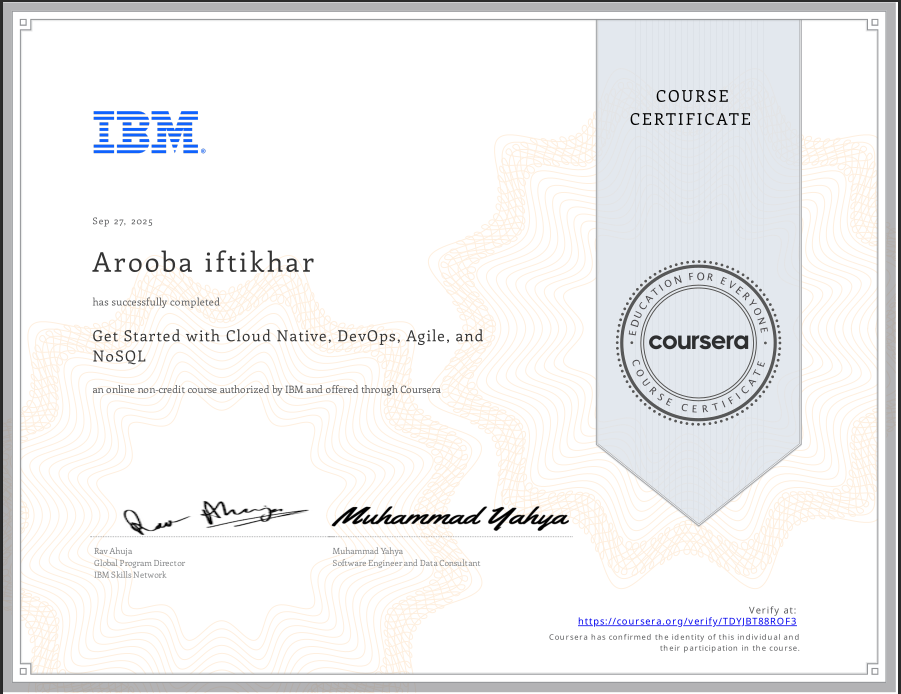 COURSE
CERTIFICATE
IBM®
Sep 27, 2025
Arooba iftikhar
has successfully completed
Get Started with Cloud Native, DevOps, Agile, and
NoSQL
an online non-credit course authorized by IBM and offered through Coursera
EDUCATION FOR EVERYONE
coursera
COURSE CERTIFICATE
Rav Ahuja
Muhammad Yahya
Rav Ahuja
Global Program Director
IBM Skills Network
Muhammad Yahya
Software Engineer and Data Consultant
Verify at:
https://coursera.org/verify/TDYJBT88ROF3
Coursera has confirmed the identity of this individual and
their participation in the course.